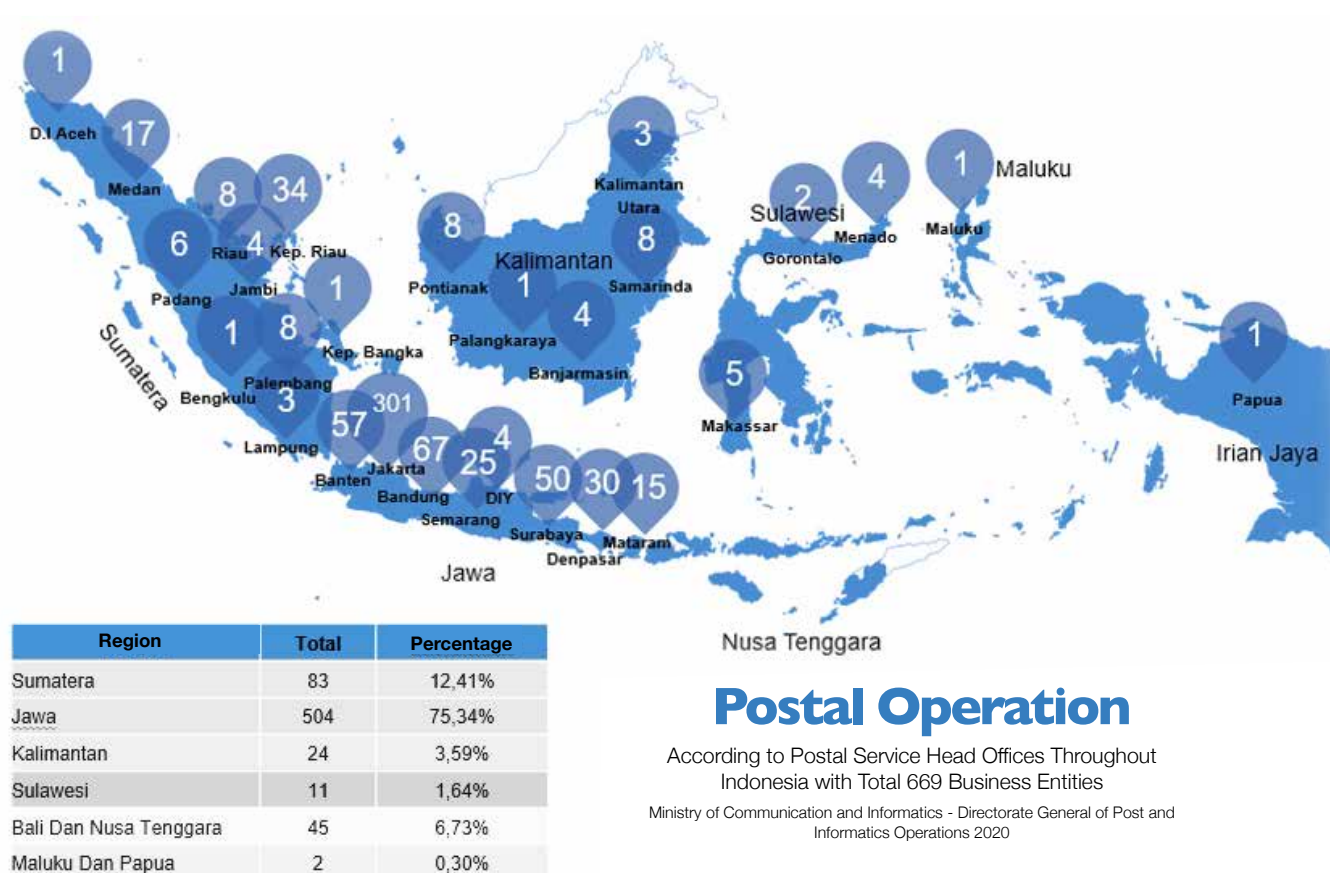 1
D.I Aceh
17
Medan
8
34
Riau
Kep. Riau
6
4
Padang
Jambi
1
Kep. Bangka
1
8
Bengkulu
Palembang
3
Lampung
Sumatera
8
Pontianak
3
Kalimantan
Utara
Kalimantan
8
Samarinda
1
Palangkaraya
4
Banjarmasin
2
Sulawesi
Gorontalo
4
Menado
1
Maluku
Maluku
5
Makassar
1
Papua
Irian Jaya
57
Banten
301
Jakarta
67
Bandung
25
Semarang
4
DIY
50
Surabaya
30
Denpasar
15
Mataram
Jawa
Nusa Tenggara
Region Total Percentage
Sumatera 83 12,41%
Jawa 504 75,34%
Kalimantan 24 3,59%
Sulawesi 11 1,64%
Bali Dan Nusa Tenggara 45 6,73%
Maluku Dan Papua 2 0,30%
Postal Operation
According to Postal Service Head Offices Throughout
Indonesia with Total 669 Business Entities
Ministry of Communication and Informatics - Directorate General of Post and
Informatics Operations 2020